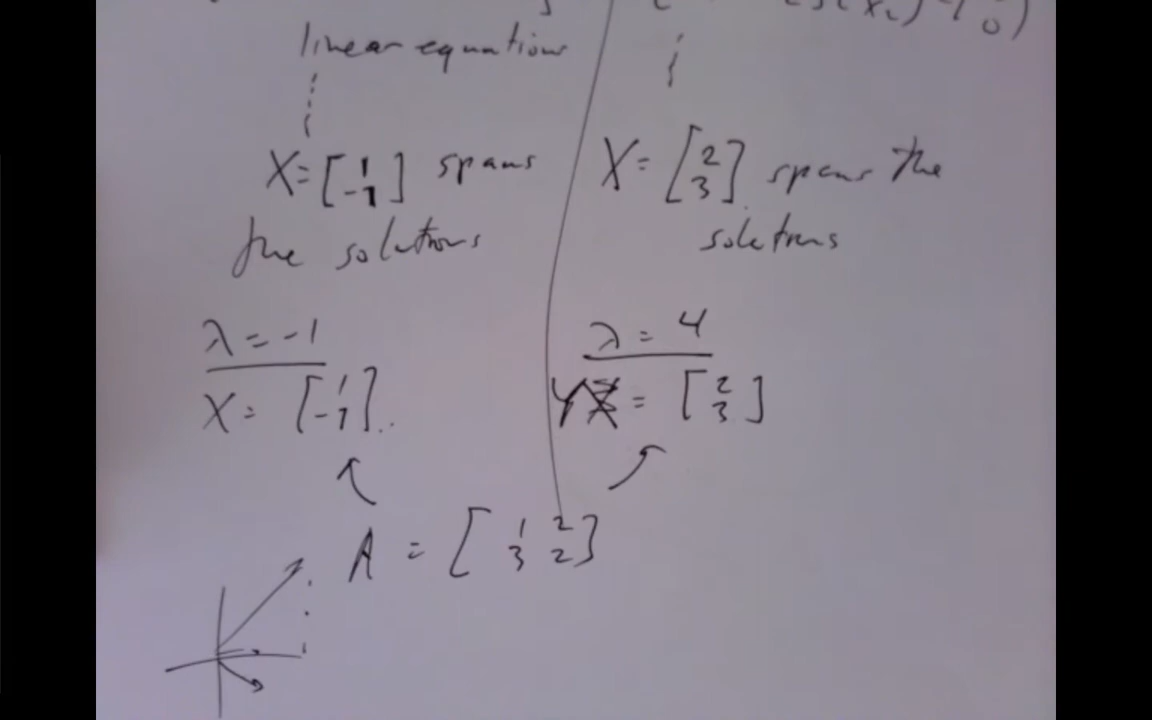 linear equations
X = [1 -1] spans
the solutions
λ = -1
X = [1 -1].
X = [2 3] spans the
solutions
λ = 4
Y = [2 3]
A = [1 2
3 2]